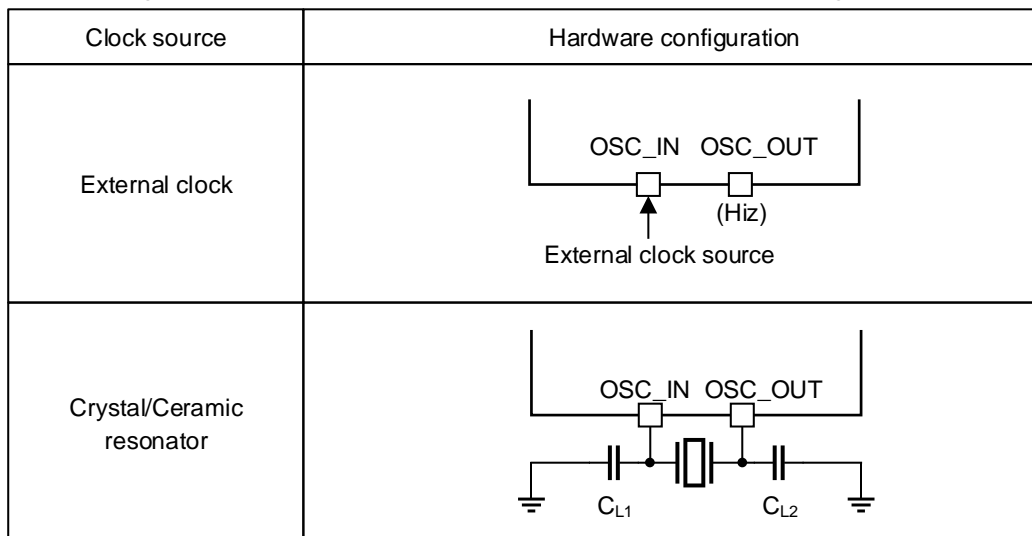 Clock source
Hardware configuration
External clock
OSC_IN OSC_OUT
(Hiz)
External clock source
Crystal/Ceramic
resonator
OSC_IN OSC_OUT
CL1
CL2